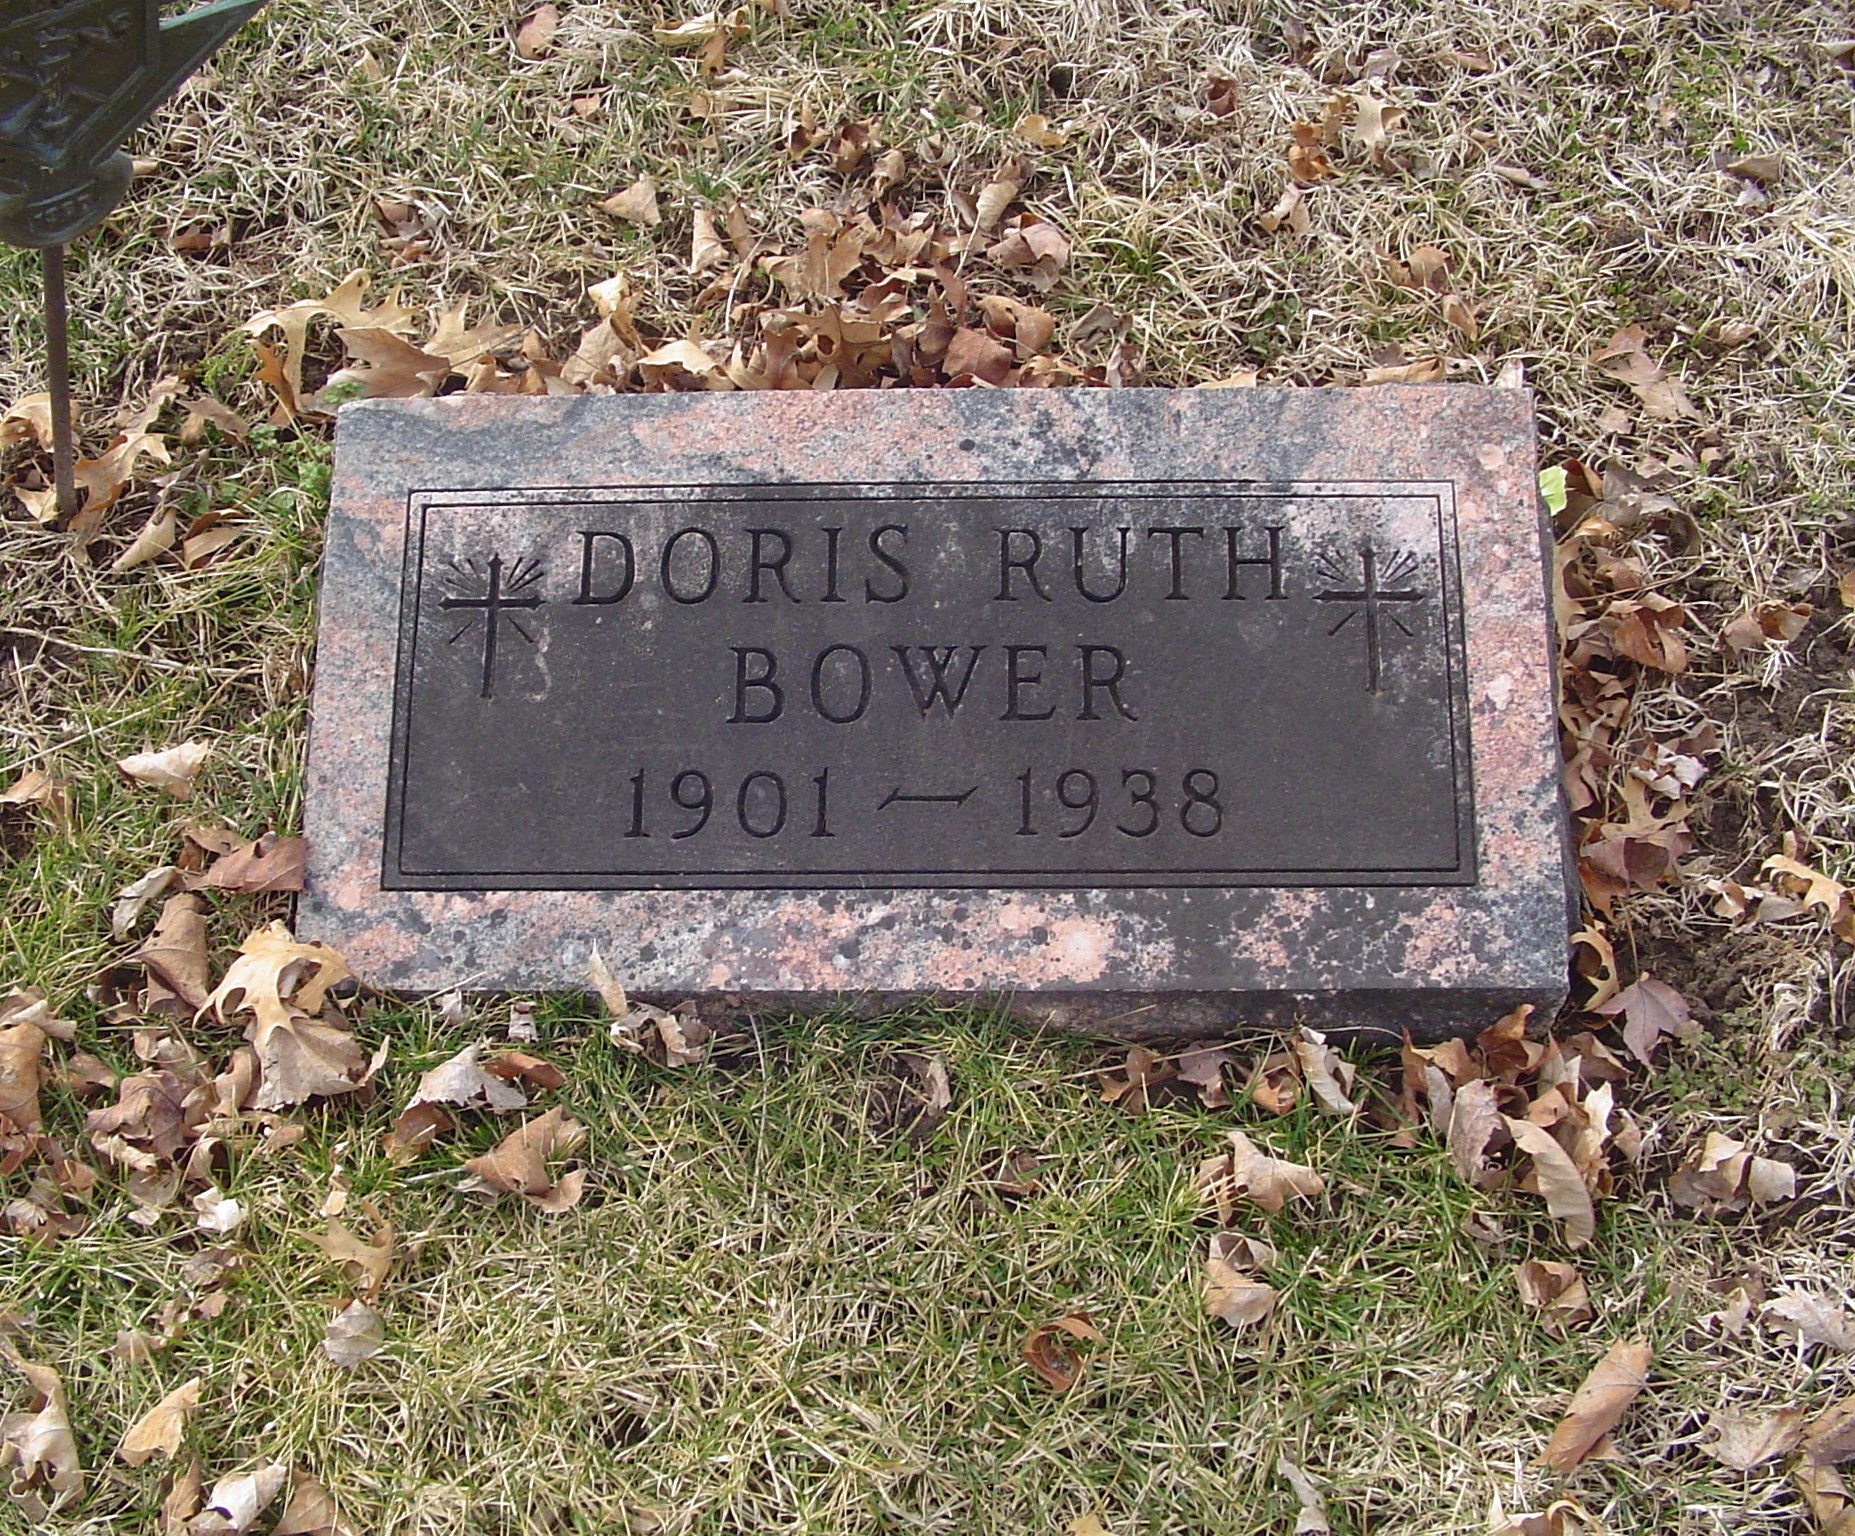 DORIS RUTH
BOWER
1901 — 1938